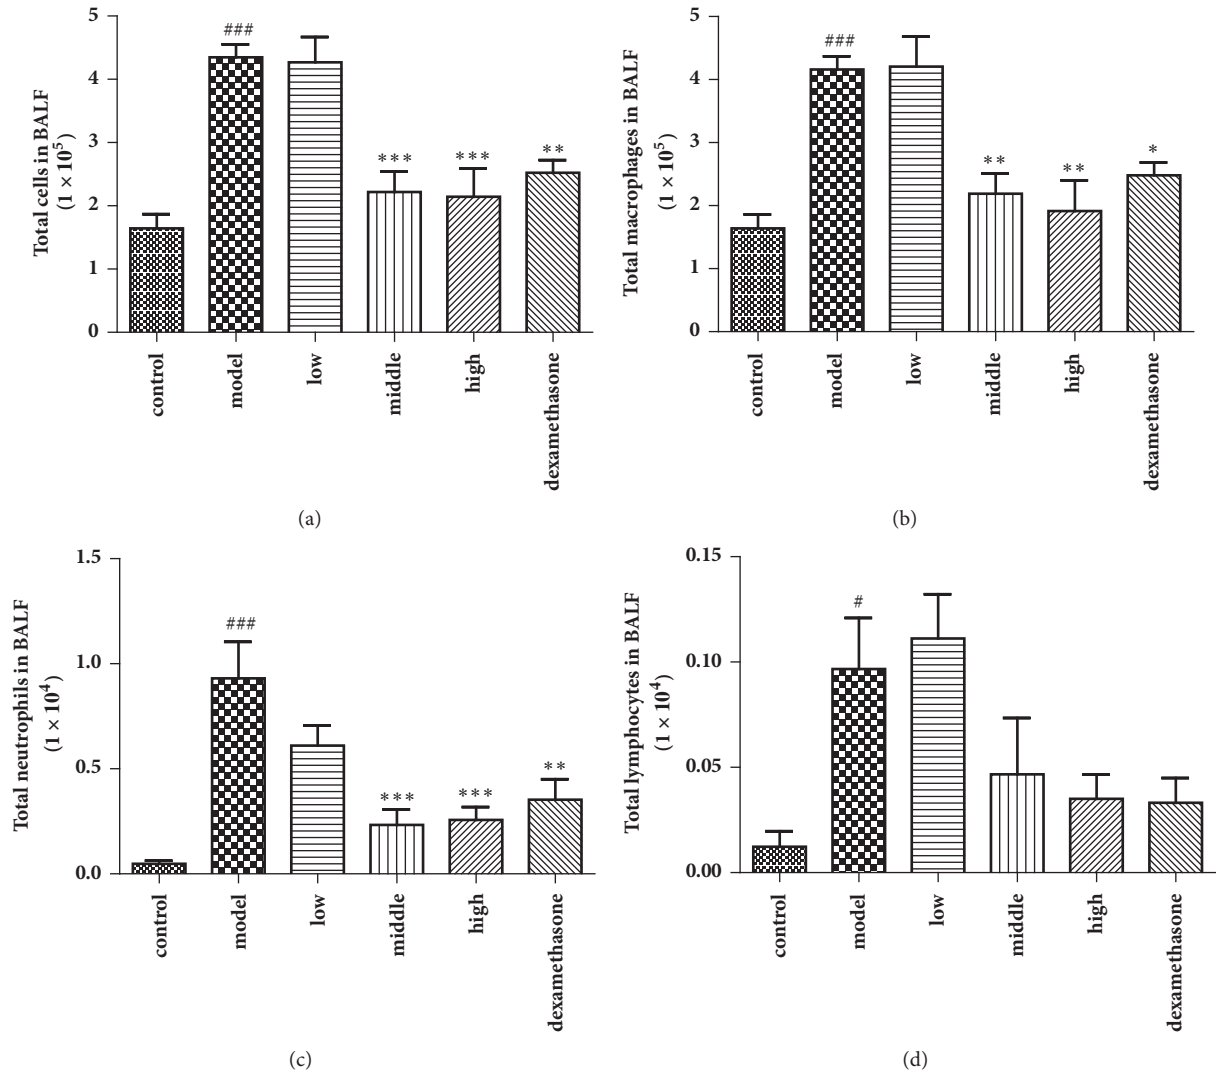 Total cells in BALF
(1 × 10⁵)
5
4
3
2
1
0
###
***
***
**
control
model
low
middle
high
dexamethasone
(a)
Total macrophages in BALF
(1 × 10⁵)
5
4
3
2
1
0
###
**
**
*
control
model
low
middle
high
dexamethasone
(b)
Total neutrophils in BALF
(1 × 10⁴)
1.5
1.0
0.5
0.0
###
***
***
**
control
model
low
middle
high
dexamethasone
(c)
Total lymphocytes in BALF
(1 × 10⁴)
0.15
0.10
0.05
0.00
#
control
model
low
middle
high
dexamethasone
(d)